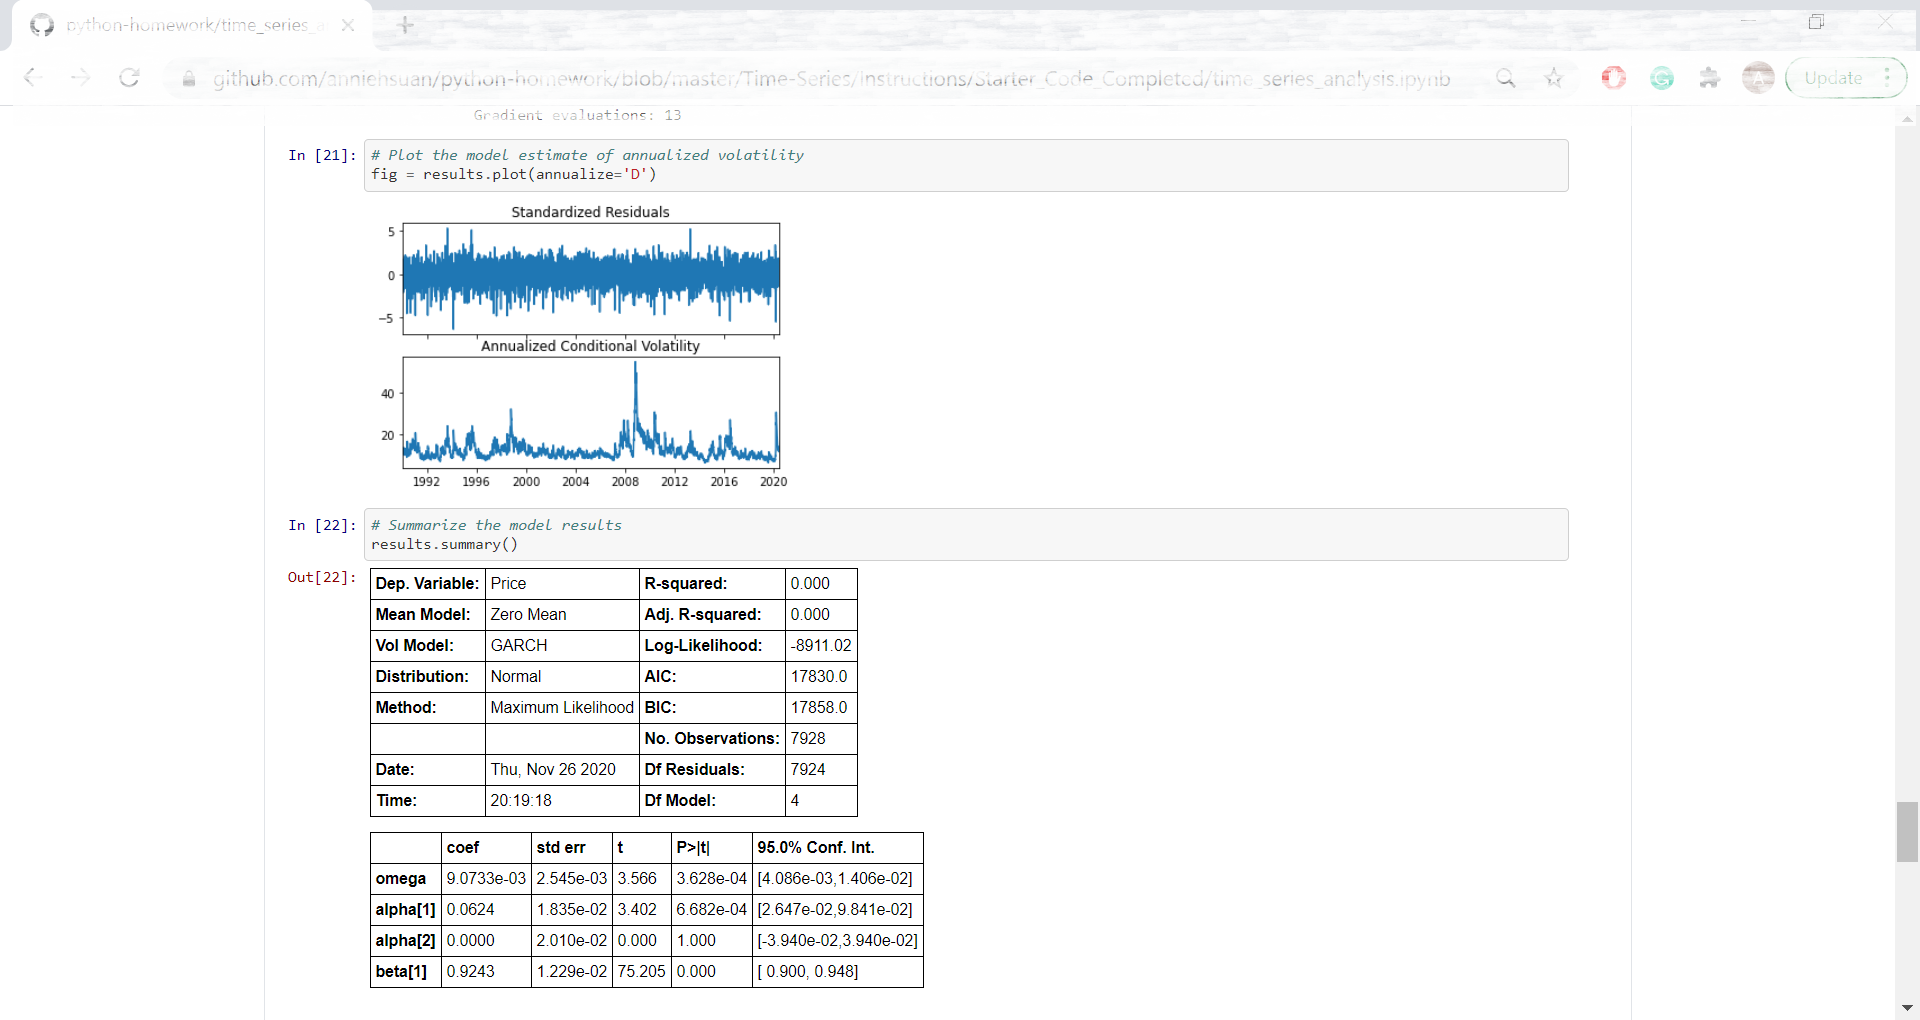 python-homework/time_series_a
github.com/anniehsuan/python-homework/blob/master/Time-Series/Instructions/Starter_Code_Completed/time_series_analysis.ipynb
A
Update
Gradient evaluations: 13
In [21]: # Plot the model estimate of annualized volatility
fig = results.plot(annualize='D')
Standardized Residuals
5
0
−5
Annualized Conditional Volatility
40
20
1992 1996 2000 2004 2008 2012 2016 2020
In [22]: # Summarize the model results
results.summary()
Out[22]:
Dep. Variable: Price R-squared: 0.000
Mean Model: Zero Mean Adj. R-squared: 0.000
Vol Model: GARCH Log-Likelihood: -8911.02
Distribution: Normal AIC: 17830.0
Method: Maximum Likelihood BIC: 17858.0
No. Observations: 7928
Date: Thu, Nov 26 2020 Df Residuals: 7924
Time: 20:19:18 Df Model: 4
coef std err t P>|t| 95.0% Conf. Int.
omega 9.0733e-03 2.545e-03 3.566 3.628e-04 [4.086e-03,1.406e-02]
alpha[1] 0.0624 1.835e-02 3.402 6.682e-04 [2.647e-02,9.841e-02]
alpha[2] 0.0000 2.010e-02 0.000 1.000 [-3.940e-02,3.940e-02]
beta[1] 0.9243 1.229e-02 75.205 0.000 [ 0.900, 0.948]